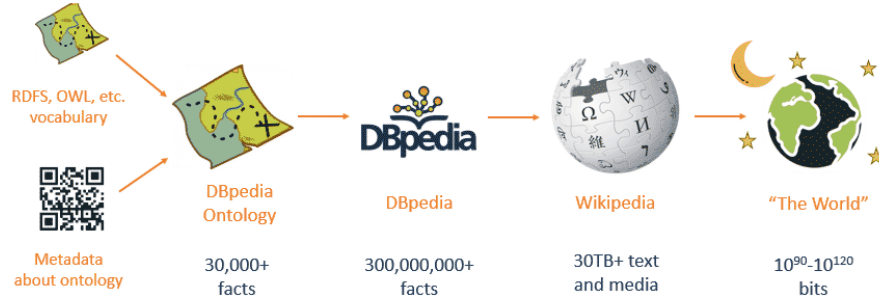 RDFS, OWL, etc.
vocabulary
Metadata
about ontology
DBpedia
Ontology
30,000+
facts
DBpedia
DBpedia
300,000,000+
facts
Ω
W
維
И
Wikipedia
30TB+ text
and media
“The World”
10⁹⁰-10¹²⁰
bits